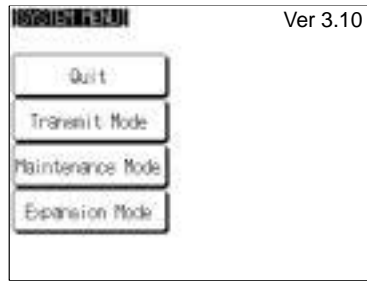 [SYSTEM MENU]
Ver 3.10
Quit
Transmit Mode
Maintenance Mode
Expansion Mode